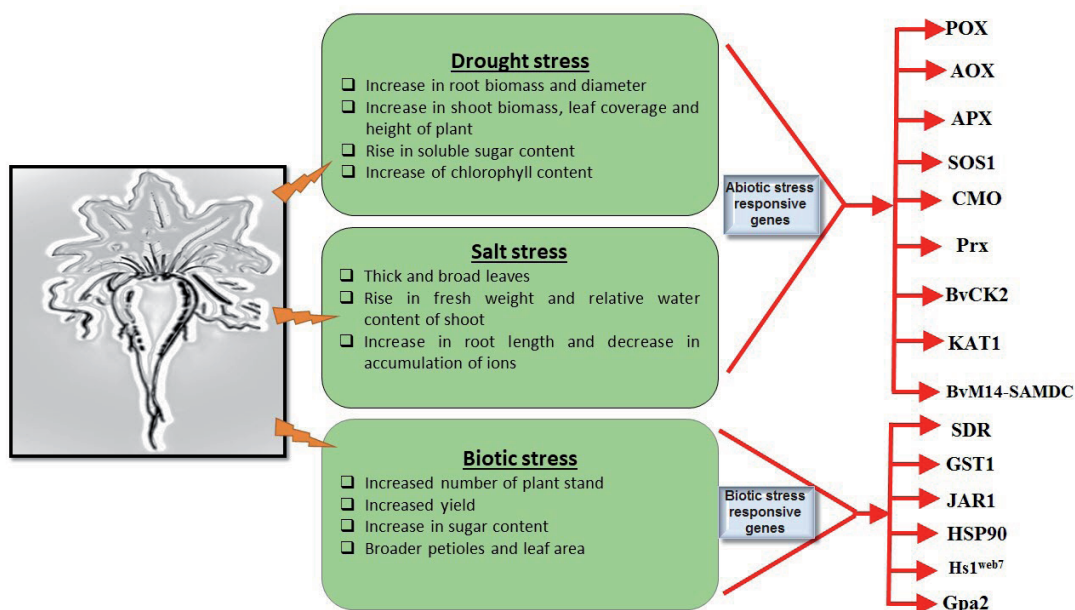 Drought stress
❑ Increase in root biomass and diameter
❑ Increase in shoot biomass, leaf coverage and
height of plant
❑ Rise in soluble sugar content
❑ Increase of chlorophyll content
Salt stress
❑ Thick and broad leaves
❑ Rise in fresh weight and relative water
content of shoot
❑ Increase in root length and decrease in
accumulation of ions
Biotic stress
❑ Increased number of plant stand
❑ Increased yield
❑ Increase in sugar content
❑ Broader petioles and leaf area
Abiotic stress
responsive
genes
Biotic stress
responsive
genes
POX
AOX
APX
SOS1
CMO
Prx
BvCK2
KAT1
BvM14-SAMDC
SDR
GST1
JAR1
HSP90
Hs1web7
Gpa2